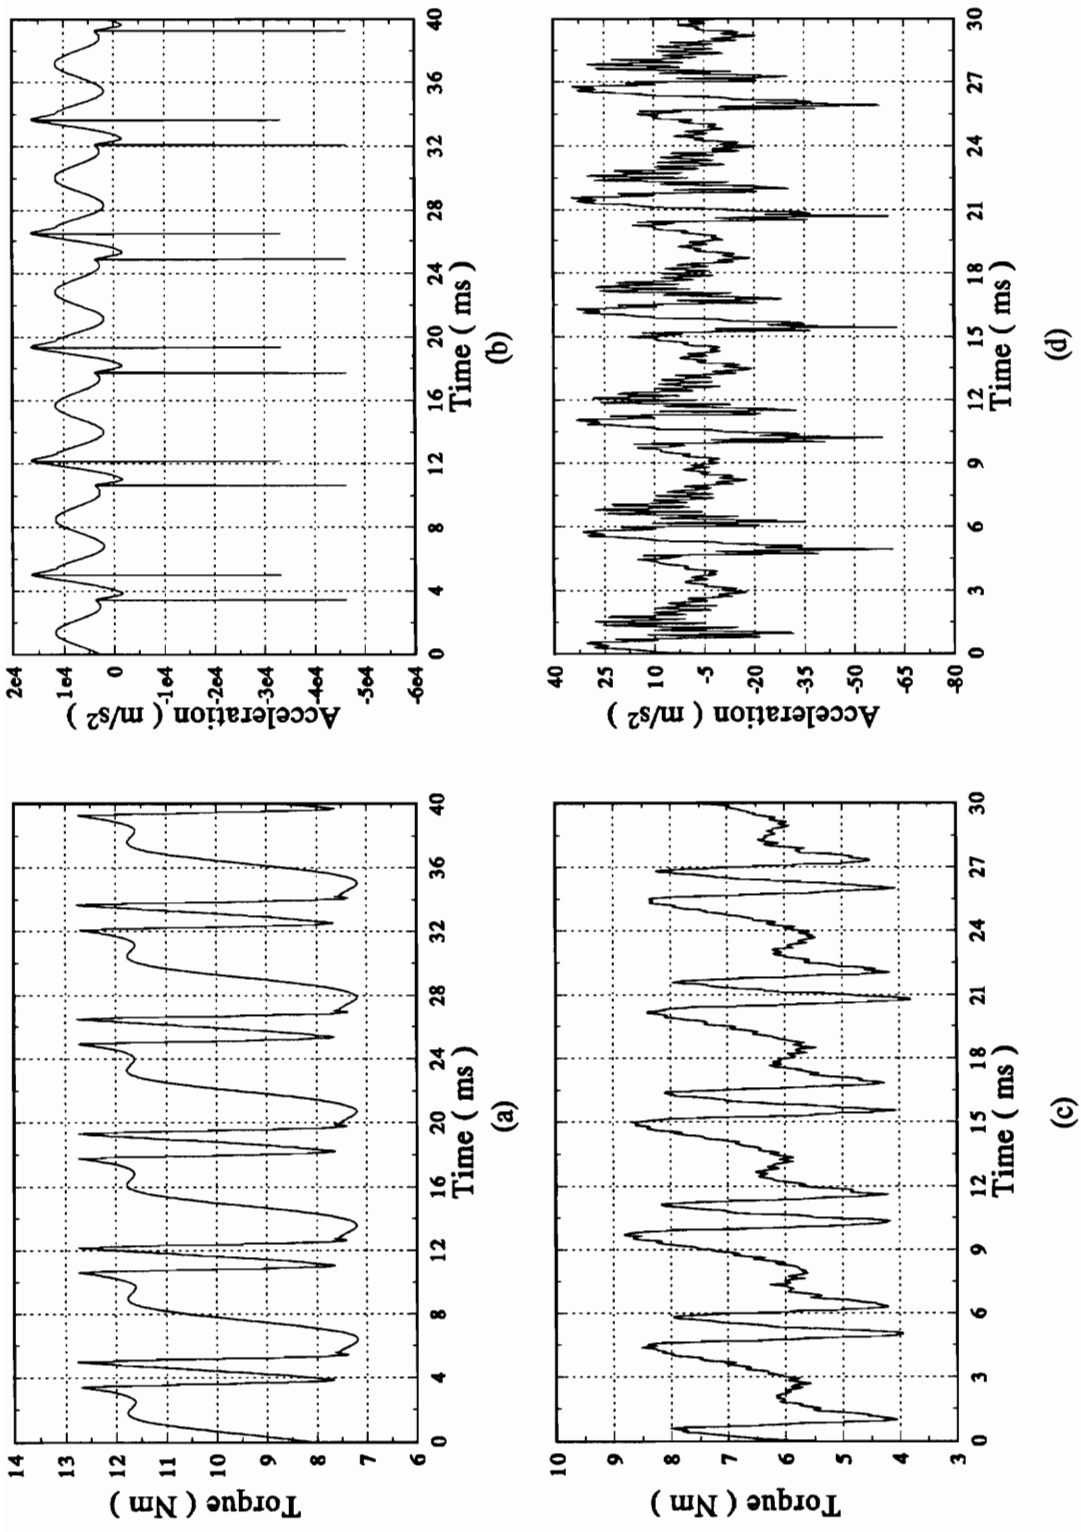 14
13
12
11
10
9
8
7
6
Torque ( Nm )
0 4 8 12 16 20 24 28 32 36 40
Time ( ms )
(a)
2e4
1e4
0
-1e4
-2e4
-3e4
-4e4
-5e4
-6e4
Acceleration ( m/s² )
0 4 8 12 16 20 24 28 32 36 40
Time ( ms )
(b)
10
9
8
7
6
5
4
3
Torque ( Nm )
0 3 6 9 12 15 18 21 24 27 30
Time ( ms )
(c)
40
25
10
-5
-20
-35
-50
-65
-80
Acceleration ( m/s² )
0 3 6 9 12 15 18 21 24 27 30
Time ( ms )
(d)